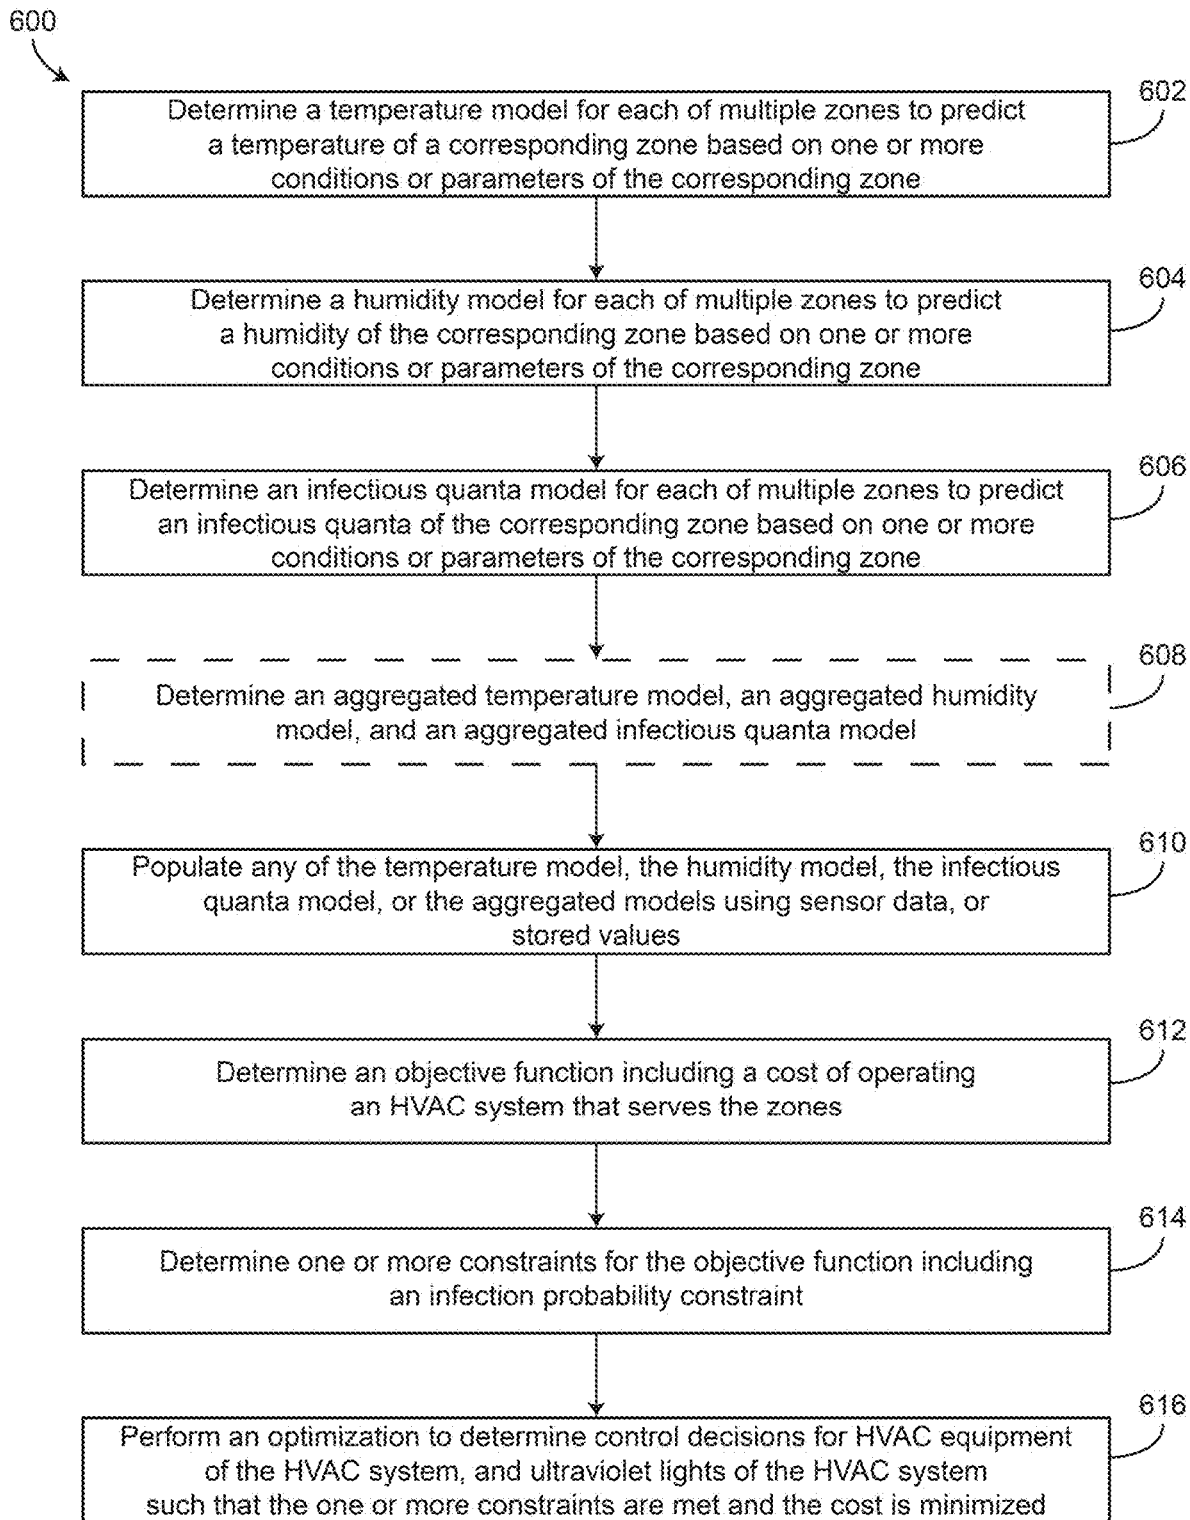 600
602
Determine a temperature model for each of multiple zones to predict
a temperature of a corresponding zone based on one or more
conditions or parameters of the corresponding zone
604
Determine a humidity model for each of multiple zones to predict
a humidity of the corresponding zone based on one or more
conditions or parameters of the corresponding zone
606
Determine an infectious quanta model for each of multiple zones to predict
an infectious quanta of the corresponding zone based on one or more
conditions or parameters of the corresponding zone
608
Determine an aggregated temperature model, an aggregated humidity
model, and an aggregated infectious quanta model
610
Populate any of the temperature model, the humidity model, the infectious
quanta model, or the aggregated models using sensor data, or
stored values
612
Determine an objective function including a cost of operating
an HVAC system that serves the zones
614
Determine one or more constraints for the objective function including
an infection probability constraint
616
Perform an optimization to determine control decisions for HVAC equipment
of the HVAC system, and ultraviolet lights of the HVAC system
such that the one or more constraints are met and the cost is minimized